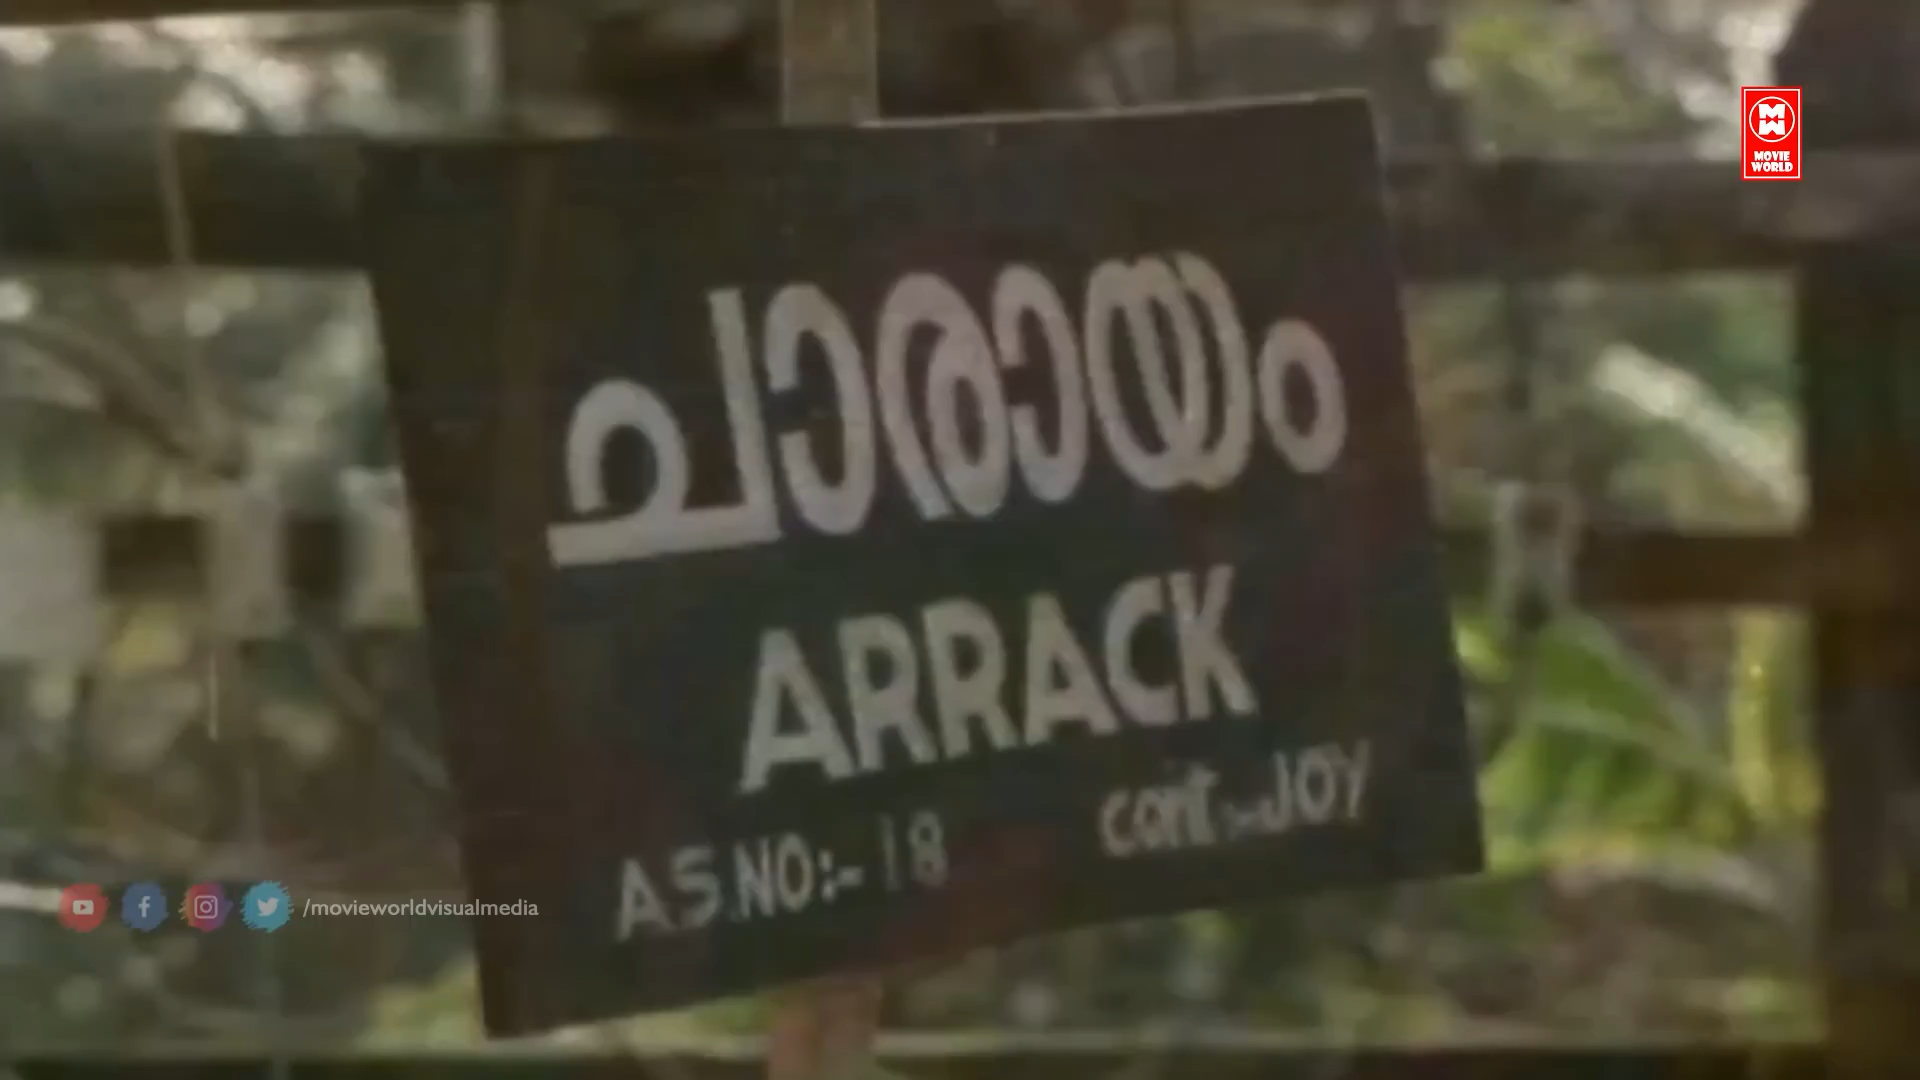 MOVIE
WORLD
ചാരായം
ARRACK
A.S.NO:-18 cont:-JOY
/movieworldvisualmedia